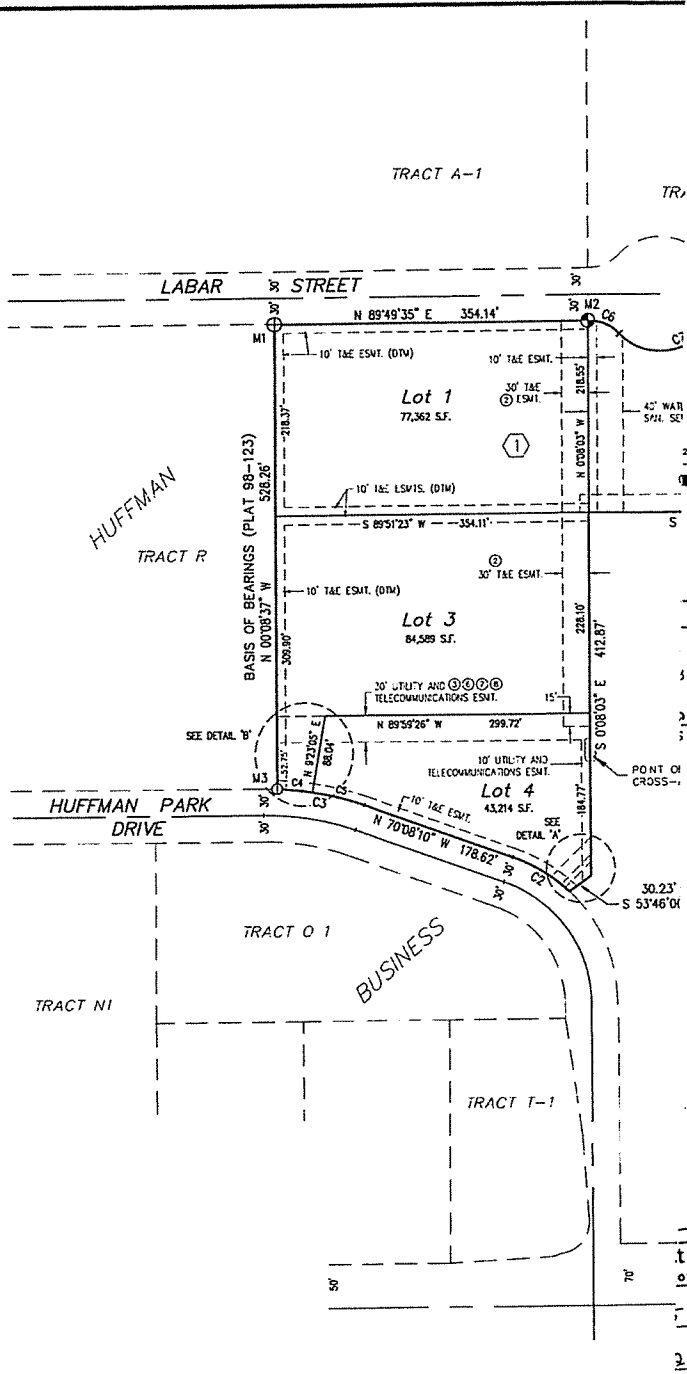 TRACT A-1
LABAR STREET
30'
30'
30'
30'
N 89°49'35" E 354.14'
M1
M2
C6
10' T&E ESMT. (DTM)
10' T&E ESMT.
30' T&E
② ESMT.
218.55'
N 0°08'03" W
218.37'
Lot 1
77,362 S.F.
1
10' T&E ESMTS. (DTM)
S 89°51'23" W 354.11'
BASIS OF BEARINGS (PLAT 98-123)
N 00°08'37" W 528.26'
HUFFMAN
TRACT R
②
30' T&E ESMT.
10' T&E ESMT. (DTM)
Lot 3
84,589 S.F.
309.90'
228.10'
412.87'
S 0°08'03" E
20' UTILITY AND ③⑥⑦⑧
TELECOMMUNICATIONS ESMT.
15'
N 89°59'26" W 299.72'
SEE DETAIL 'B'
N 9°23'05" E
88.04'
52.75'
M3
C4
C3
10' UTILITY AND
TELECOMMUNICATIONS ESMT.
Lot 4
43,214 S.F.
184.77'
10' T&E ESMT.
N 70°08'10" W 178.62'
SEE
DETAIL 'A'
C2
30'
30'
30'
30'
HUFFMAN PARK
DRIVE
30.23'
TRACT O 1
BUSINESS
TRACT N1
TRACT T-1
50'
70'